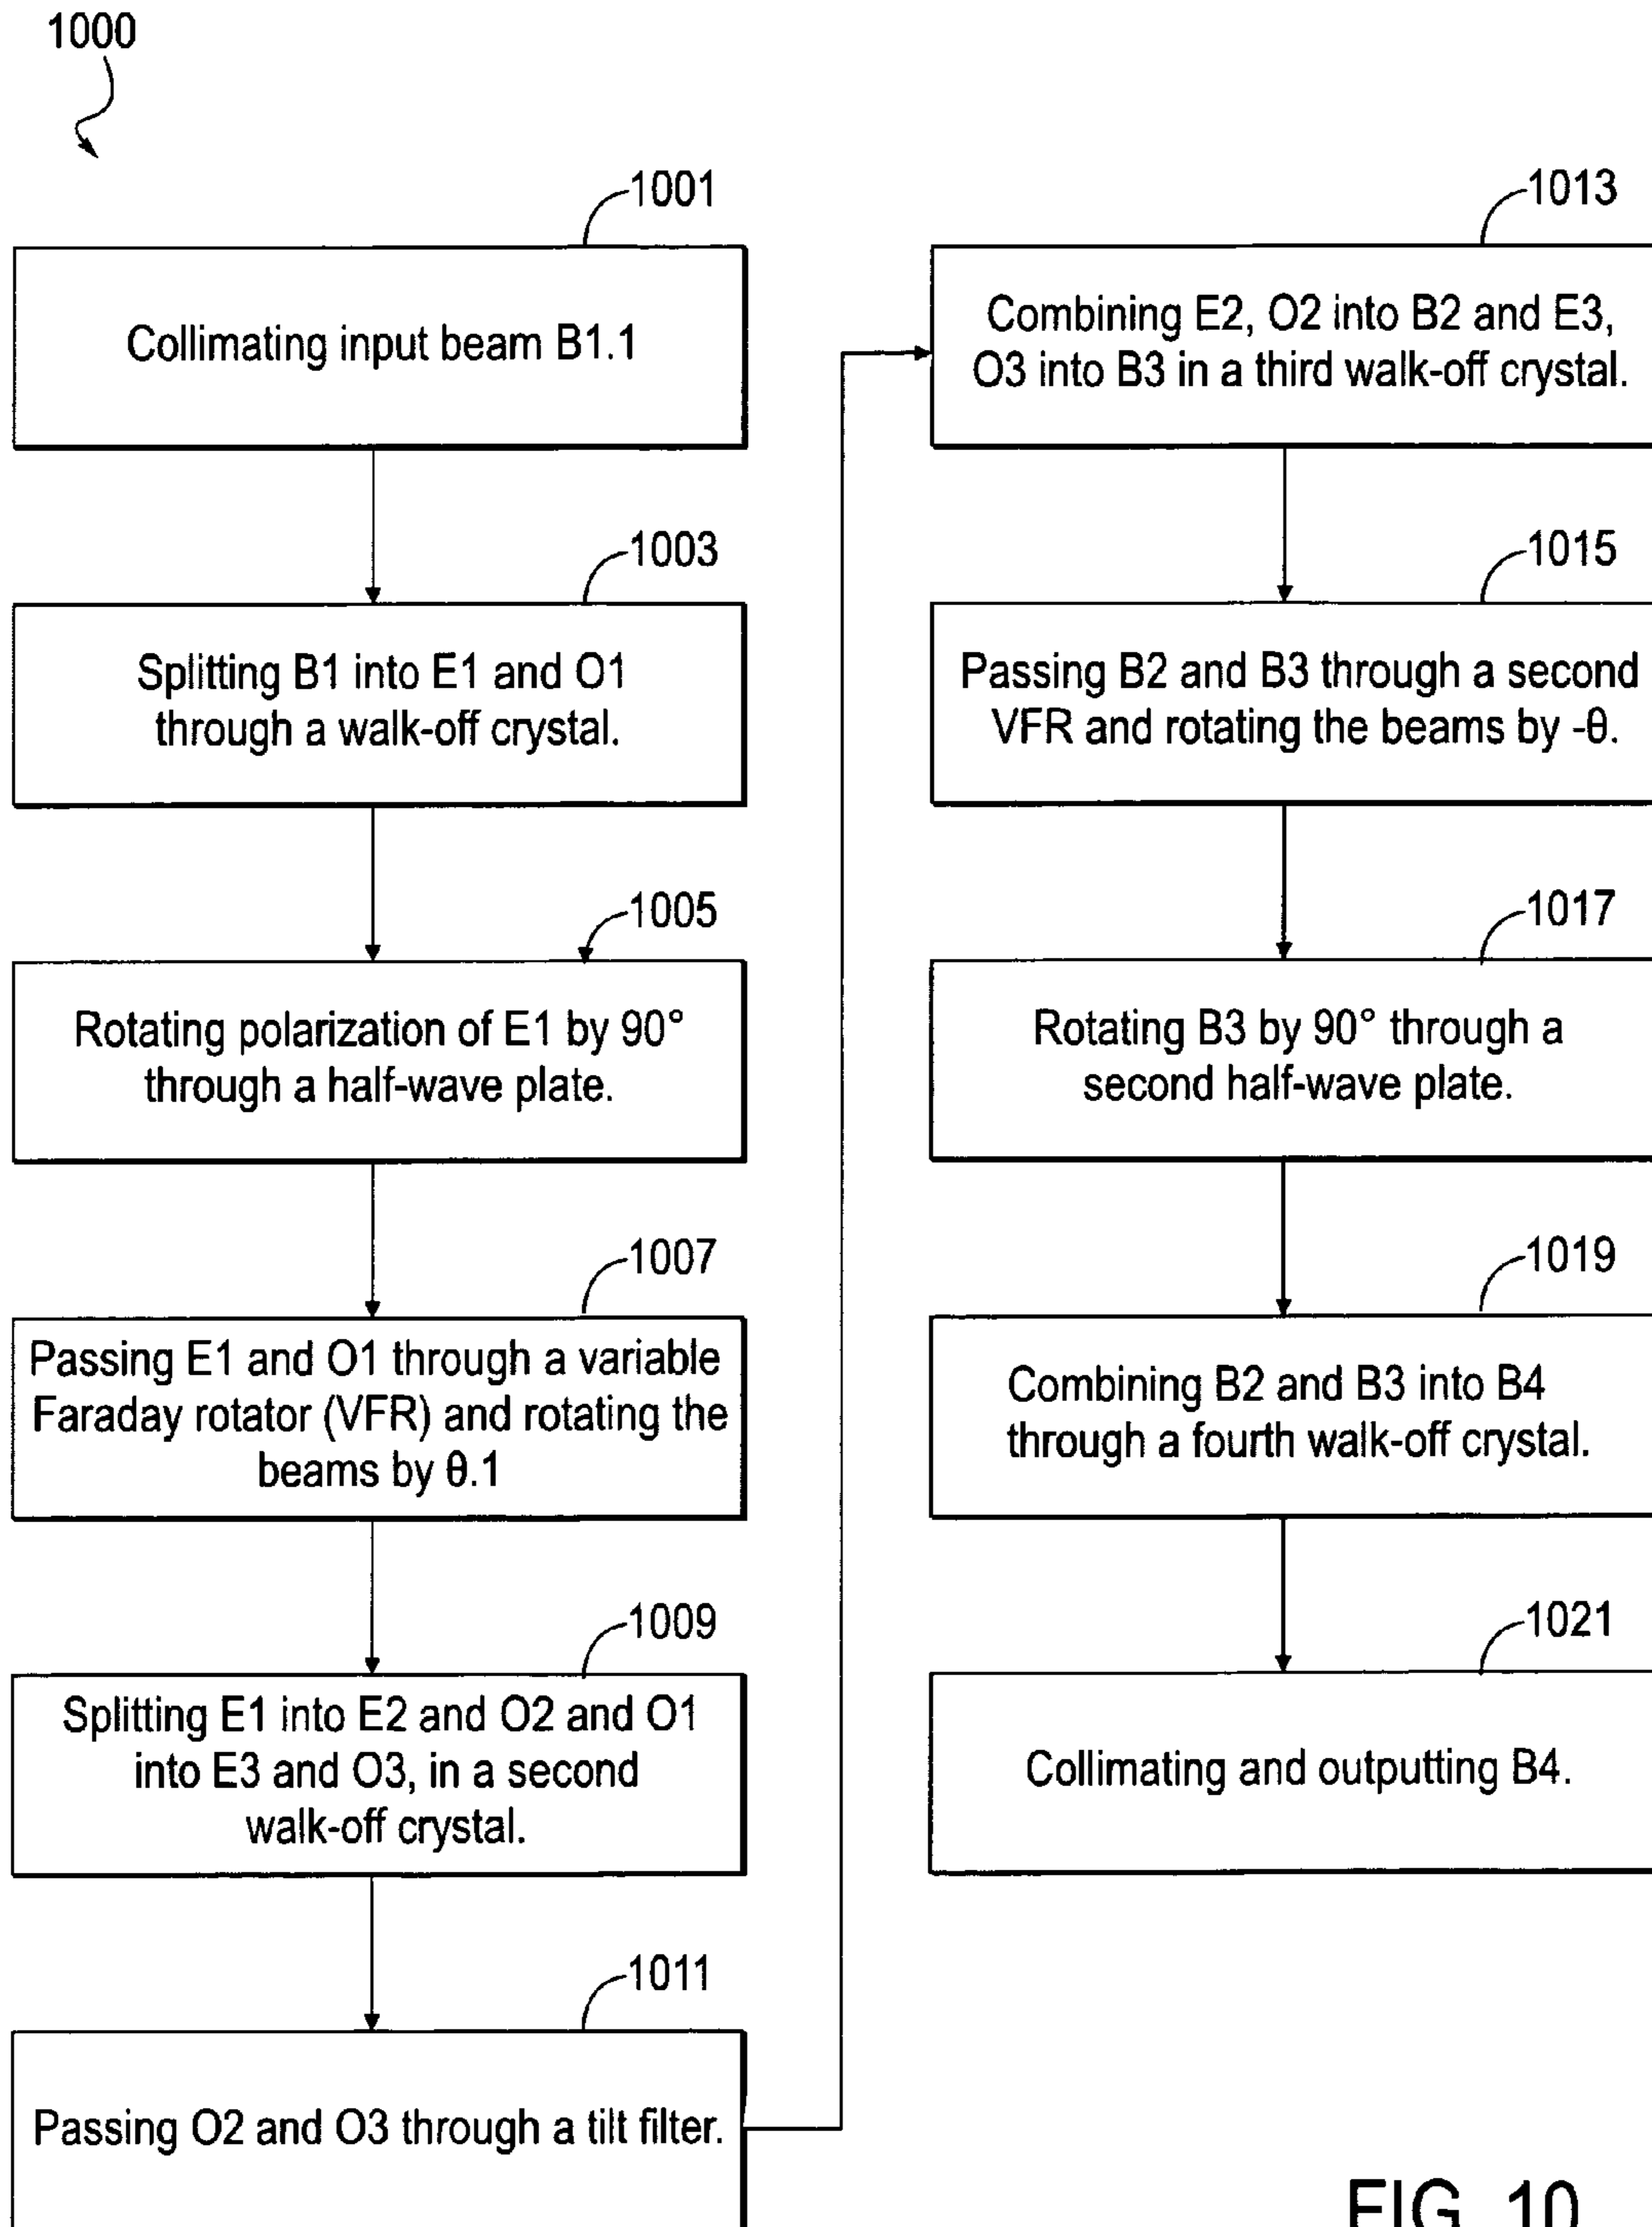 1000
1001
Collimating input beam B1.1
1003
Splitting B1 into E1 and O1
through a walk-off crystal.
1005
Rotating polarization of E1 by 90°
through a half-wave plate.
1007
Passing E1 and O1 through a variable
Faraday rotator (VFR) and rotating the
beams by θ.1
1009
Splitting E1 into E2 and O2 and O1
into E3 and O3, in a second
walk-off crystal.
1011
Passing O2 and O3 through a tilt filter.
1013
Combining E2, O2 into B2 and E3,
O3 into B3 in a third walk-off crystal.
1015
Passing B2 and B3 through a second
VFR and rotating the beams by -θ.
1017
Rotating B3 by 90° through a
second half-wave plate.
1019
Combining B2 and B3 into B4
through a fourth walk-off crystal.
1021
Collimating and outputting B4.
FIG. 10